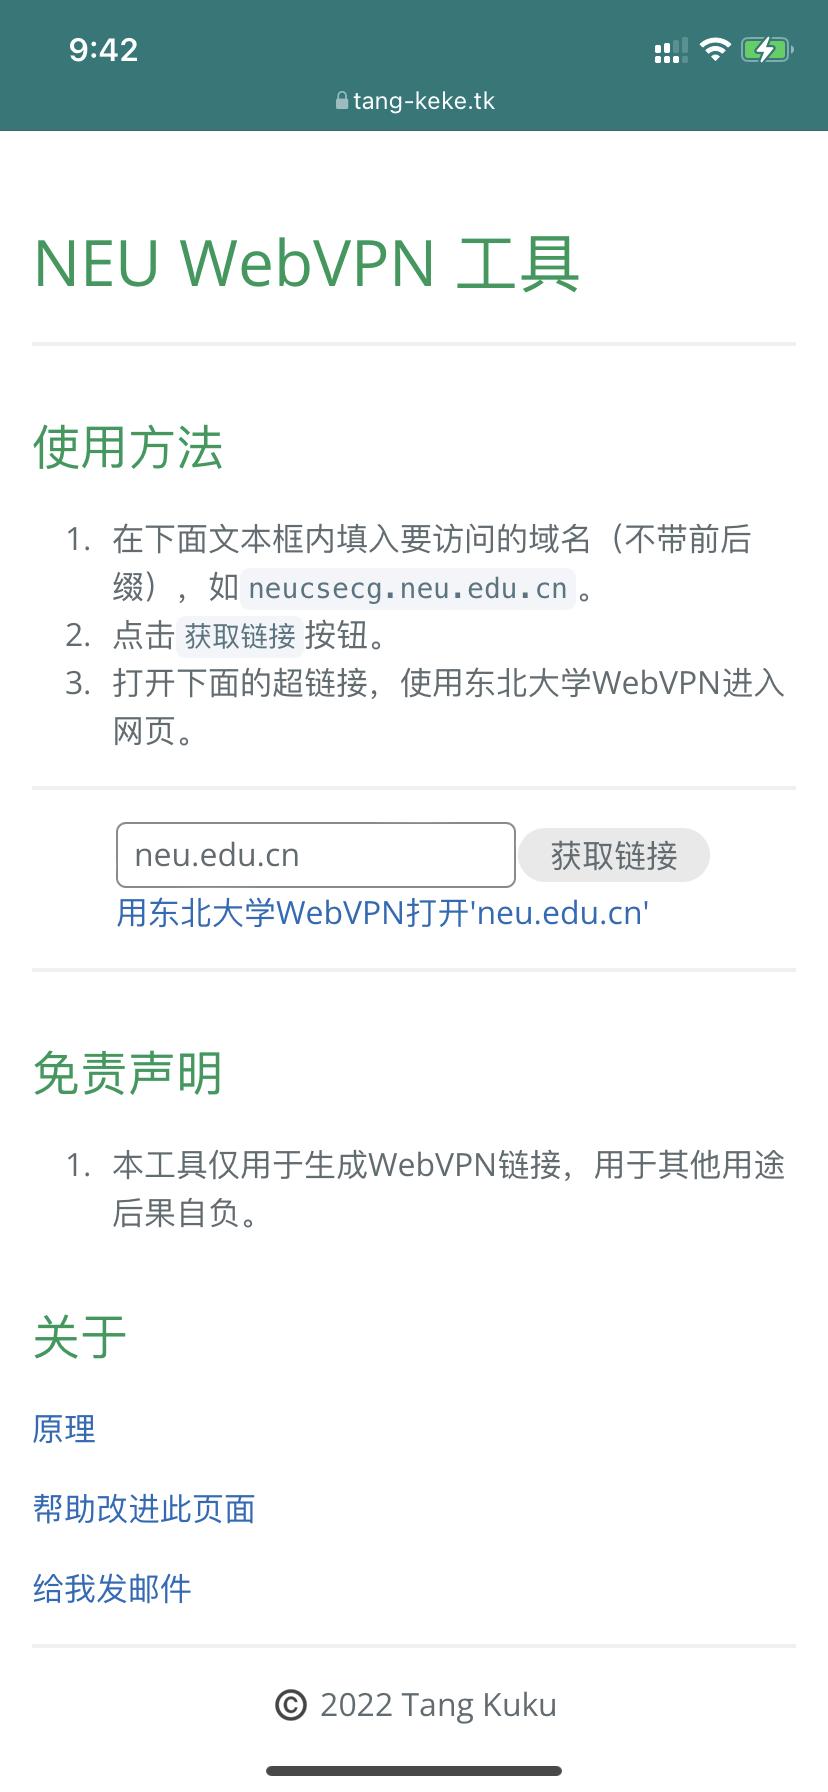 9:42
tang-keke.tk
NEU WebVPN 工具
使用方法
1. 在下面文本框内填入要访问的域名（不带前后
缀），如 neucsecg.neu.edu.cn 。
2. 点击 获取链接 按钮。
3. 打开下面的超链接，使用东北大学WebVPN进入
网页。
neu.edu.cn 获取链接
用东北大学WebVPN打开'neu.edu.cn'
免责声明
1. 本工具仅用于生成WebVPN链接，用于其他用途
后果自负。
关于
原理
帮助改进此页面
给我发邮件
© 2022 Tang Kuku